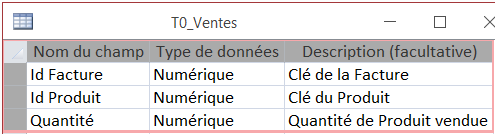 T0_Ventes
Nom du champ Type de données Description (facultative)
Id Facture Numérique Clé de la Facture
Id Produit Numérique Clé du Produit
Quantité Numérique Quantité de Produit vendue